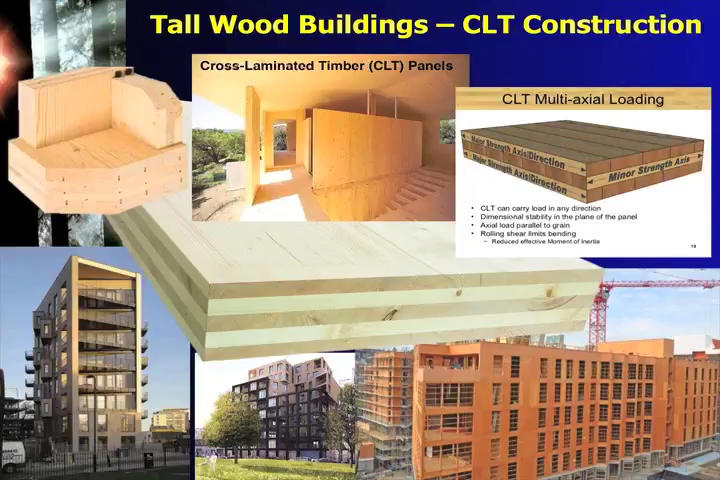 Tall Wood Buildings – CLT Construction
Cross-Laminated Timber (CLT) Panels
CLT Multi-axial Loading
Major Strength Axis/Direction
Major Strength Axis/Direction
Minor Strength Axis
• CLT can carry load in any direction
• Dimensional stability in the plane of the panel
• Axial load parallel to grain
• Rolling shear limits bending
– Reduced effective Moment of Inertia
19